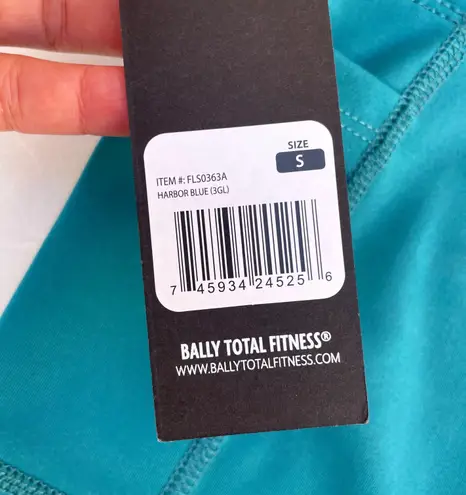 SIZE
S
ITEM #: FLS0363A
HARBOR BLUE (3GL)
7 45934 24525 6
BALLY TOTAL FITNESS®
WWW.BALLYTOTALFITNESS.COM